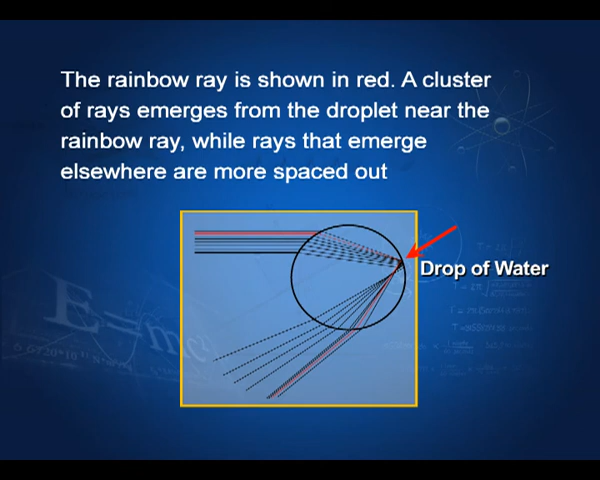 The rainbow ray is shown in red. A cluster
of rays emerges from the droplet near the
rainbow ray, while rays that emerge
elsewhere are more spaced out
Drop of Water
E=mc